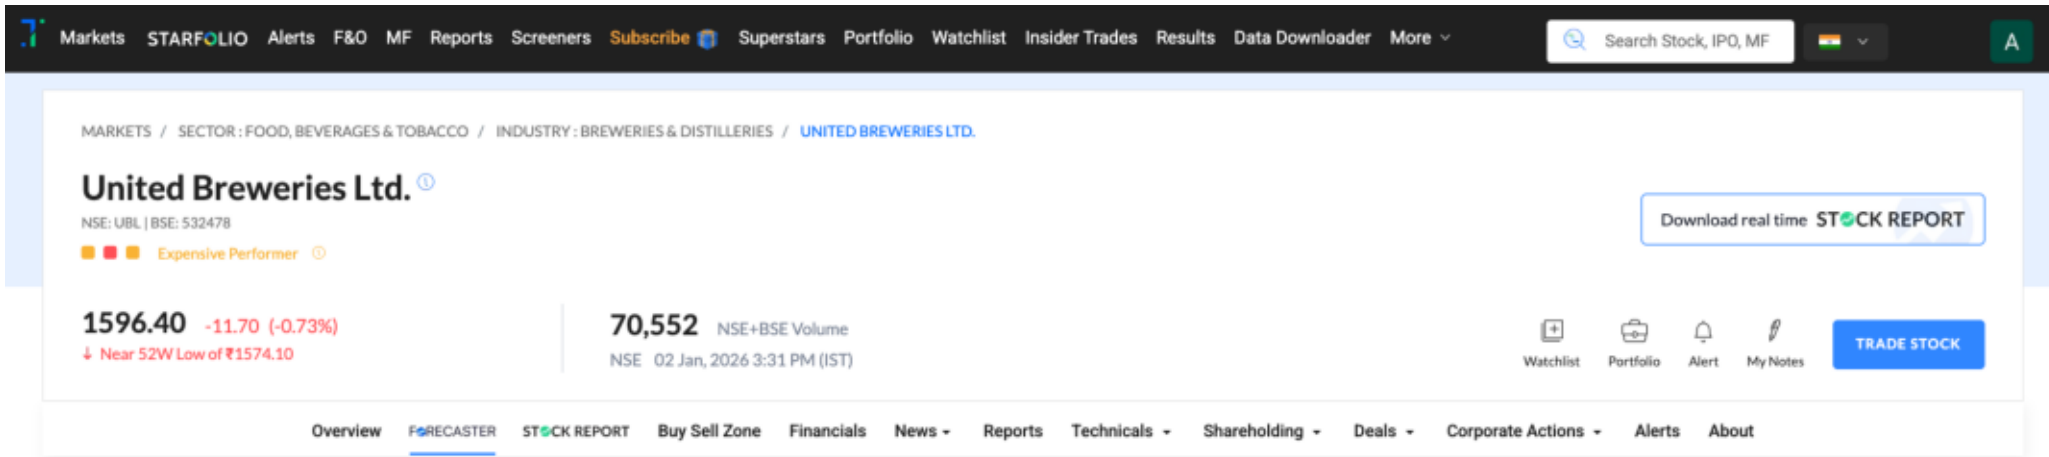 Markets STARFOLIO Alerts F&O MF Reports Screeners Subscribe Superstars Portfolio Watchlist Insider Trades Results Data Downloader More Search Stock, IPO, MF A
MARKETS / SECTOR : FOOD, BEVERAGES & TOBACCO / INDUSTRY : BREWERIES & DISTILLERIES / UNITED BREWERIES LTD.
United Breweries Ltd.
NSE: UBL | BSE: 532478
Expensive Performer
Download real time STOCK REPORT
1596.40 -11.70 (-0.73%)
↓ Near 52W Low of ₹1574.10
70,552 NSE+BSE Volume
NSE 02 Jan, 2026 3:31 PM (IST)
Watchlist Portfolio Alert My Notes TRADE STOCK
Overview FORECASTER STOCK REPORT Buy Sell Zone Financials News Reports Technicals Shareholding Deals Corporate Actions Alerts About